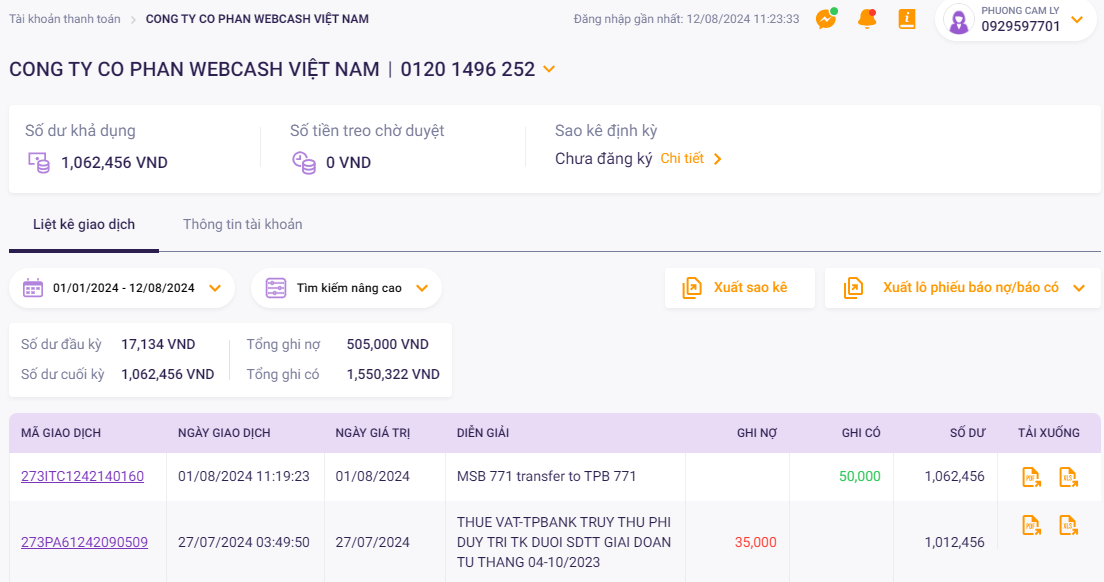 Tài khoản thanh toán > CONG TY CO PHAN WEBCASH VIỆT NAM
Đăng nhập gần nhất: 12/08/2024 11:23:33
PHUONG CAM LY
0929597701
CONG TY CO PHAN WEBCASH VIỆT NAM | 0120 1496 252
Số dư khả dụng
1,062,456 VND
Số tiền treo chờ duyệt
0 VND
Sao kê định kỳ
Chưa đăng ký Chi tiết
Liệt kê giao dịch Thông tin tài khoản
01/01/2024 - 12/08/2024 Tìm kiếm nâng cao Xuất sao kê Xuất lô phiếu báo nợ/báo có
Số dư đầu kỳ 17,134 VND Tổng ghi nợ 505,000 VND
Số dư cuối kỳ 1,062,456 VND Tổng ghi có 1,550,322 VND
MÃ GIAO DỊCH NGÀY GIAO DỊCH NGÀY GIÁ TRỊ DIỄN GIẢI GHI NỢ GHI CÓ SỐ DƯ TẢI XUỐNG
273ITC1242140160 01/08/2024 11:19:23 01/08/2024 MSB 771 transfer to TPB 771 50,000 1,062,456 PDF XLS
273PA61242090509 27/07/2024 03:49:50 27/07/2024 THUE VAT-TPBANK TRUY THU PHI
DUY TRI TK DUOI SDTT GIAI DOAN
TU THANG 04-10/2023 35,000 1,012,456 PDF XLS